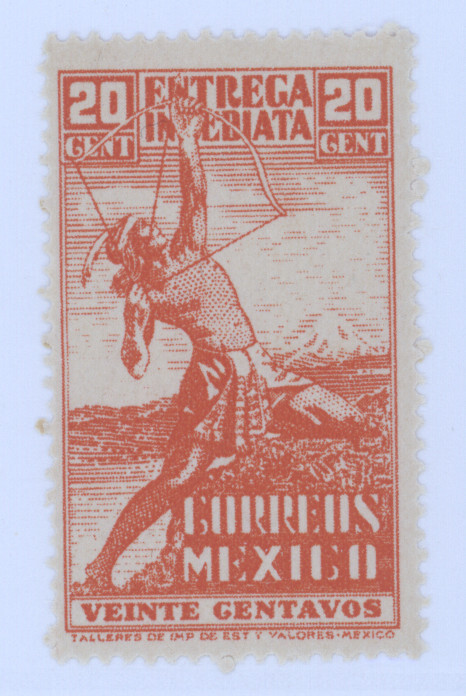 20 ENTREGA 20
CENT INMEDIATA CENT
CORREOS
MEXICO
VEINTE CENTAVOS
TALLERES DE IMP. DE EST. Y VALORES-MEXICO